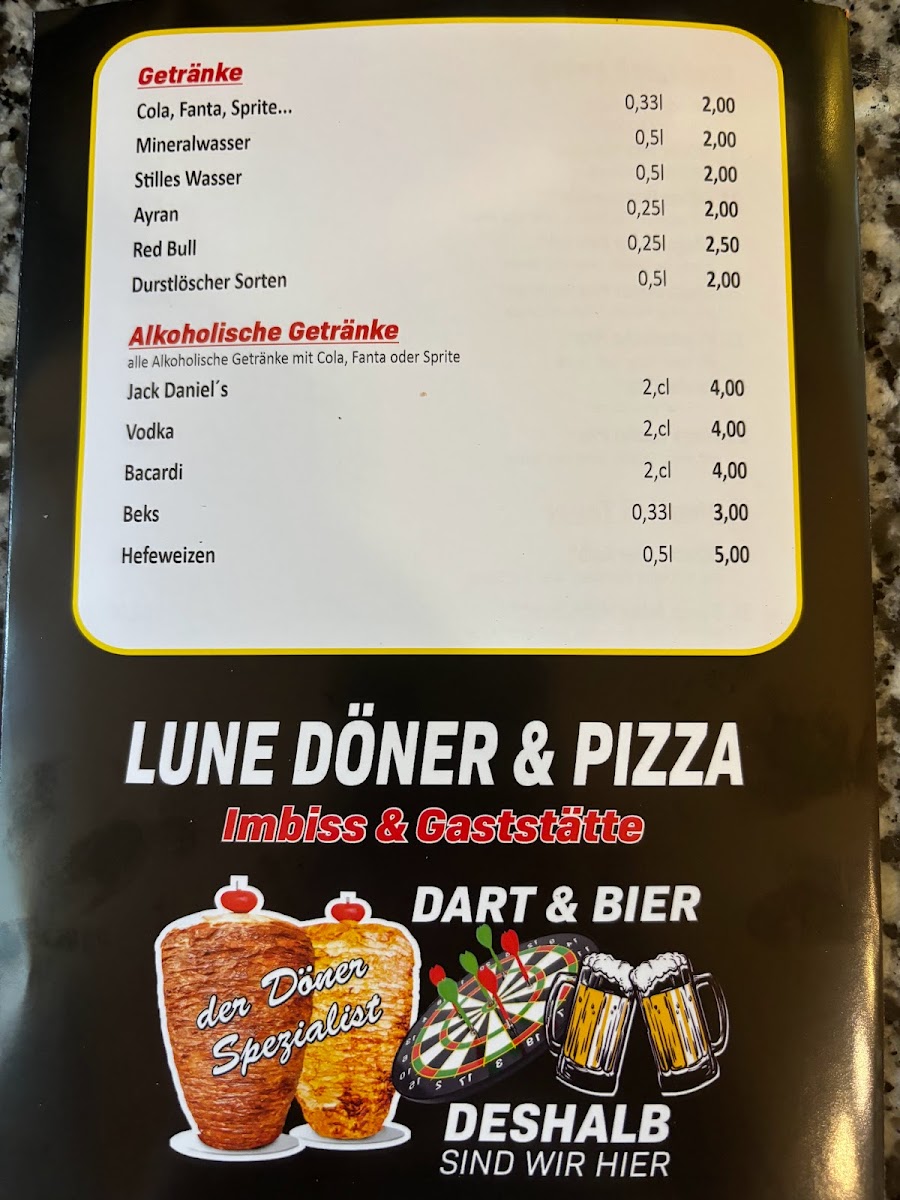 Getränke
Cola, Fanta, Sprite... 0,33l 2,00
Mineralwasser 0,5l 2,00
Stilles Wasser 0,5l 2,00
Ayran 0,25l 2,00
Red Bull 0,25l 2,50
Durstlöscher Sorten 0,5l 2,00
Alkoholische Getränke
alle Alkoholische Getränke mit Cola, Fanta oder Sprite
Jack Daniel´s 2,cl 4,00
Vodka 2,cl 4,00
Bacardi 2,cl 4,00
Beks 0,33l 3,00
Hefeweizen 0,5l 5,00
LUNE DÖNER & PIZZA
Imbiss & Gaststätte
DART & BIER
der Döner
Spezialist
DESHALB
SIND WIR HIER